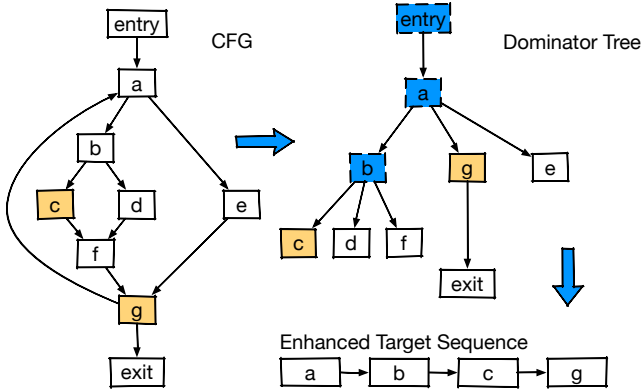 entry
CFG
a
b
c
d
e
f
g
exit
entry
Dominator Tree
a
b
g
e
c
d
f
exit
Enhanced Target Sequence
a
b
c
g